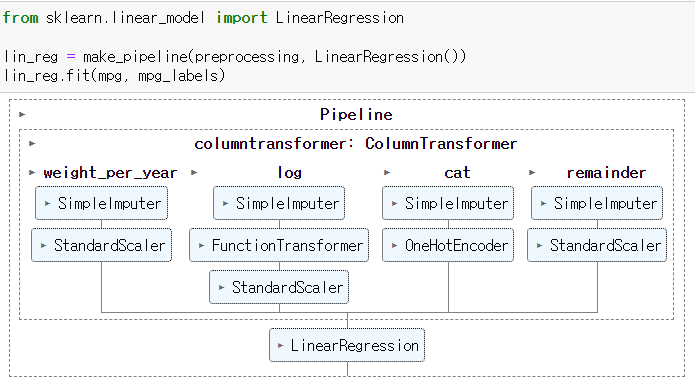 from sklearn.linear_model import LinearRegression
lin_reg = make_pipeline(preprocessing, LinearRegression())
lin_reg.fit(mpg, mpg_labels)
Pipeline
columntransformer: ColumnTransformer
weight_per_year log cat remainder
SimpleImputer SimpleImputer SimpleImputer SimpleImputer
StandardScaler FunctionTransformer OneHotEncoder StandardScaler
StandardScaler
LinearRegression